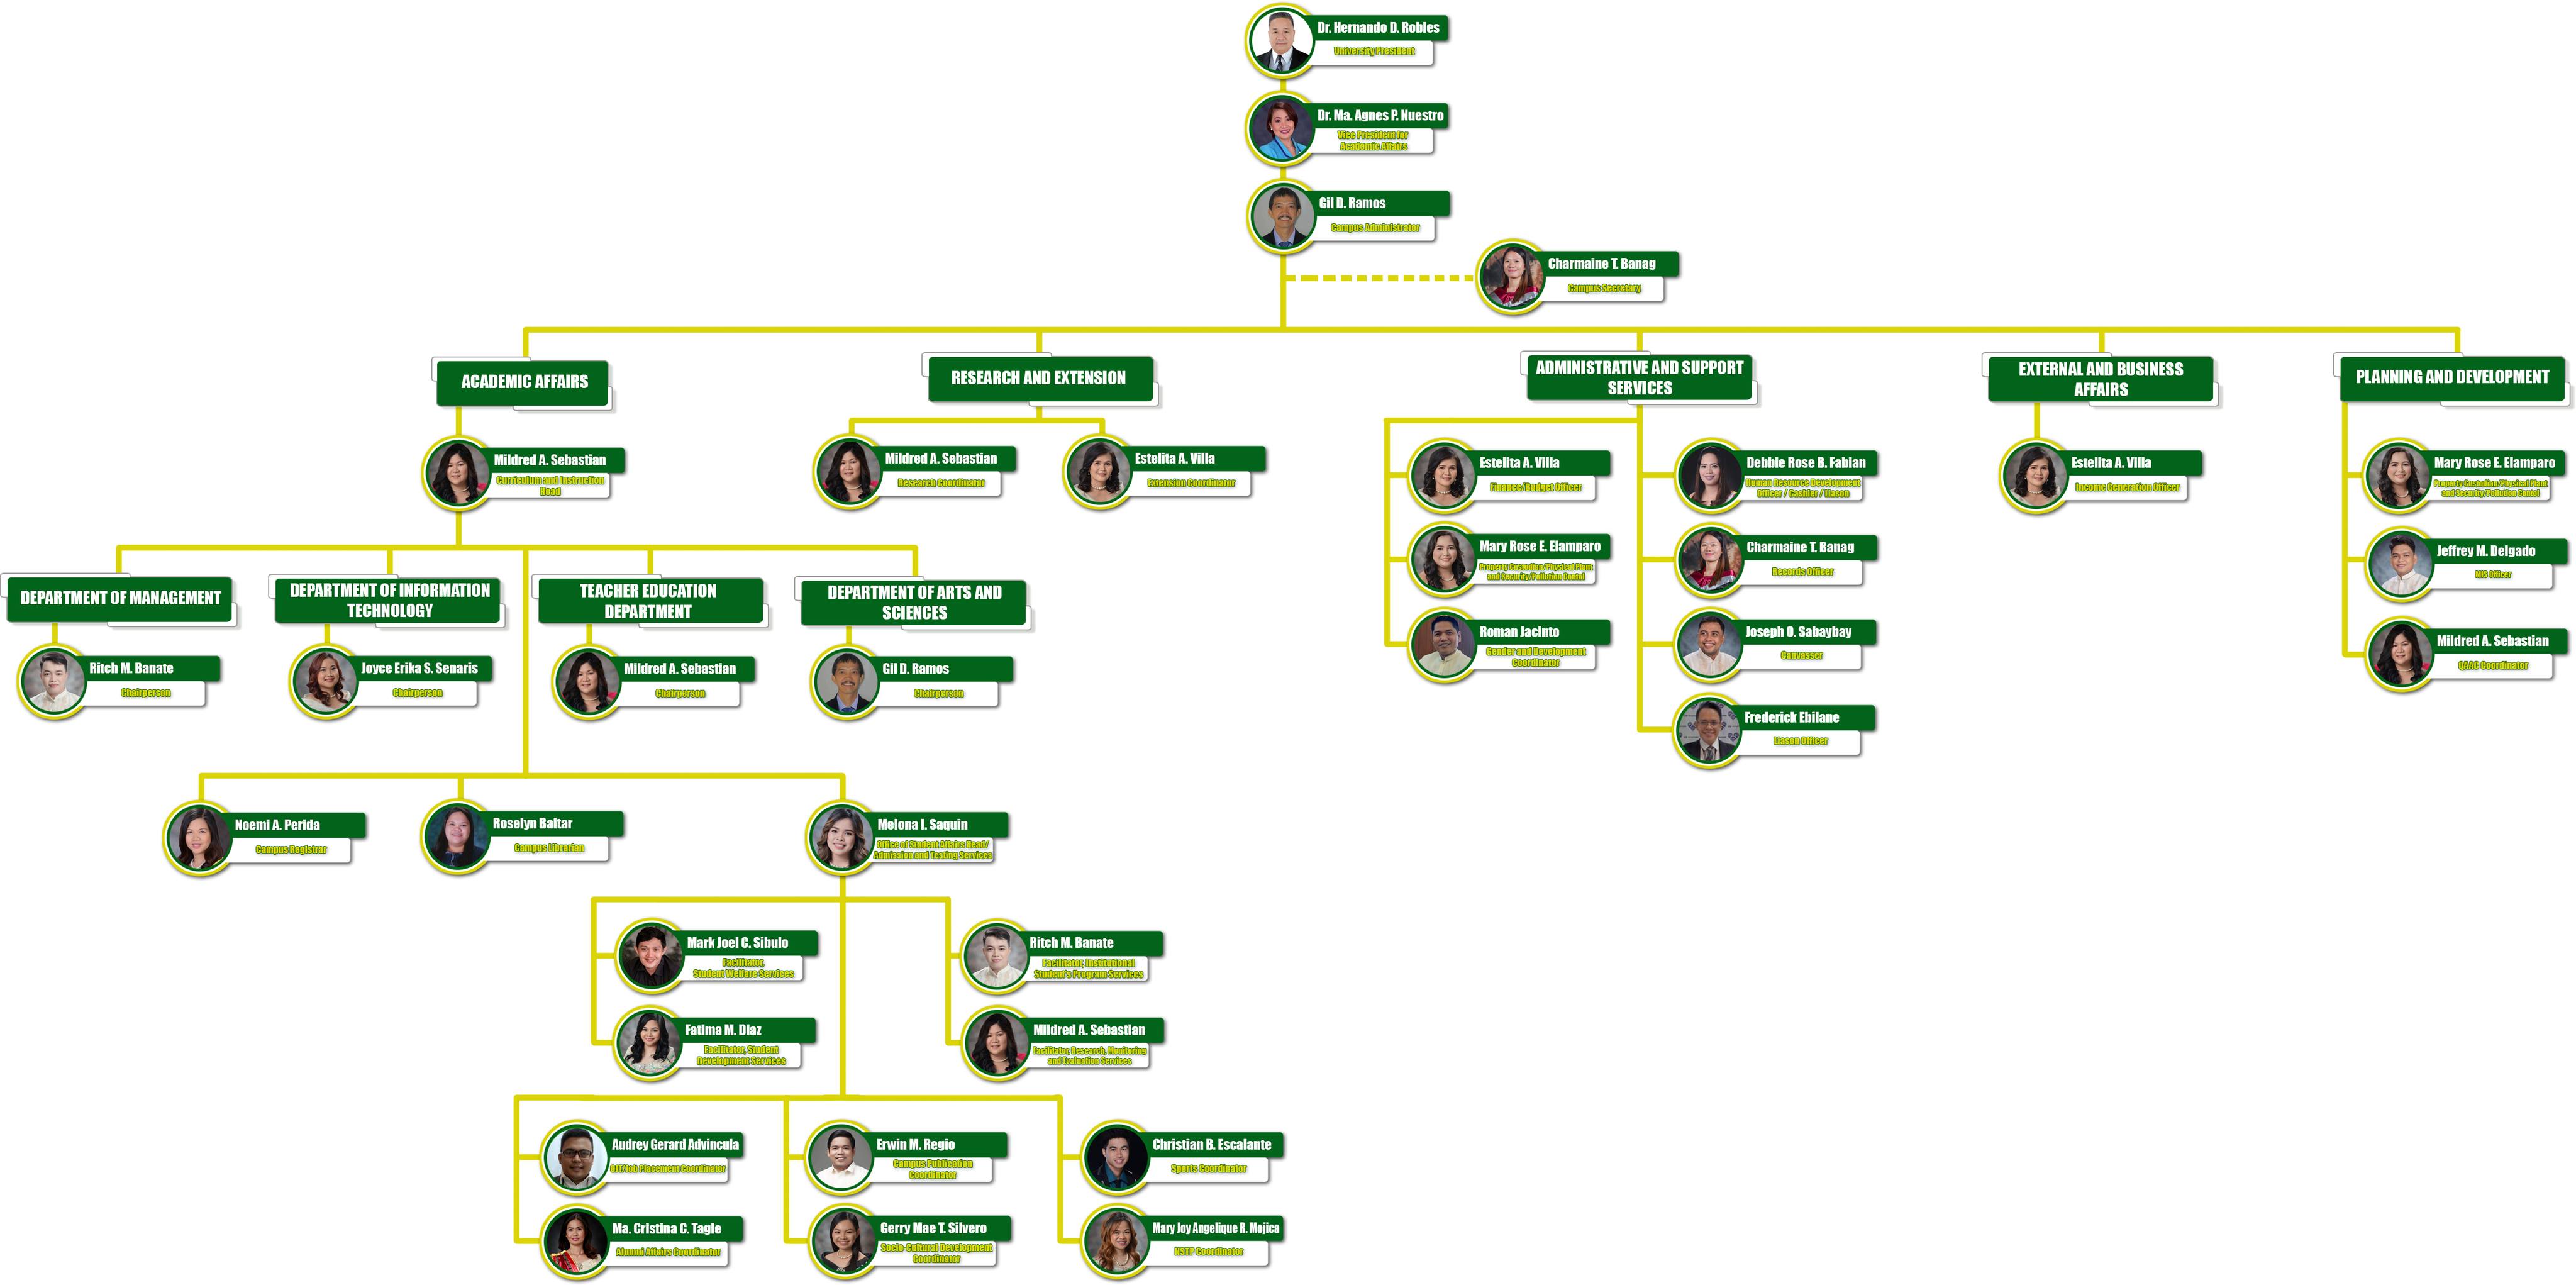 Dr. Hernando D. Robles
University President
Dr. Ma. Agnes P. Nuestro
Vice President for
Academic Affairs
Gil D. Ramos
Campus Administrator
Charmaine T. Banag
Campus Secretary
ACADEMIC AFFAIRS
RESEARCH AND EXTENSION
ADMINISTRATIVE AND SUPPORT
SERVICES
EXTERNAL AND BUSINESS
AFFAIRS
PLANNING AND DEVELOPMENT
Mildred A. Sebastian
Curriculum and Instruction
Head
Mildred A. Sebastian
Research Coordinator
Estelita A. Villa
Extension Coordinator
Estelita A. Villa
Finance/Budget Officer
Mary Rose E. Elamparo
Property Custodian/Physical Plant
and Security/Pollution Contol
Roman Jacinto
Gender and Development
Coordinator
Debbie Rose B. Fabian
Human Resource Development
Officer / Cashier / Liason
Charmaine T. Banag
Records Officer
Joseph O. Sabaybay
Canvasser
Frederick Ebilane
Liason Officer
Estelita A. Villa
Income Generation Officer
Mary Rose E. Elamparo
Property Custodian/Physical Plant
and Security/Pollution Contol
Jeffrey M. Delgado
MIS Officer
Mildred A. Sebastian
QAAC Coordinator
DEPARTMENT OF MANAGEMENT
DEPARTMENT OF INFORMATION
TECHNOLOGY
TEACHER EDUCATION
DEPARTMENT
DEPARTMENT OF ARTS AND
SCIENCES
Ritch M. Banate
Chairperson
Joyce Erika S. Senaris
Chairperson
Mildred A. Sebastian
Chairperson
Gil D. Ramos
Chairperson
Noemi A. Perida
Campus Registrar
Roselyn Baltar
Campus Librarian
Melona I. Saquin
Office of Student Affairs Head/
Admission and Testing Services
Mark Joel C. Sibulo
Facilitator,
Student Welfare Services
Ritch M. Banate
Facilitator, Institutional
Student's Program Services
Fatima M. Diaz
Facilitator, Student
Development Services
Mildred A. Sebastian
Facilitator, Research, Monitoring
and Evaluation Services
Audrey Gerard Advincula
OJT/Job Placement Coordinator
Erwin M. Regio
Campus Publication
Coordinator
Christian B. Escalante
Sports Coordinator
Ma. Cristina C. Tagle
Alumni Affairs Coordinator
Gerry Mae T. Silvero
Socio-Cultural Development
Coordinator
Mary Joy Angelique R. Mojica
NSTP Coordinator